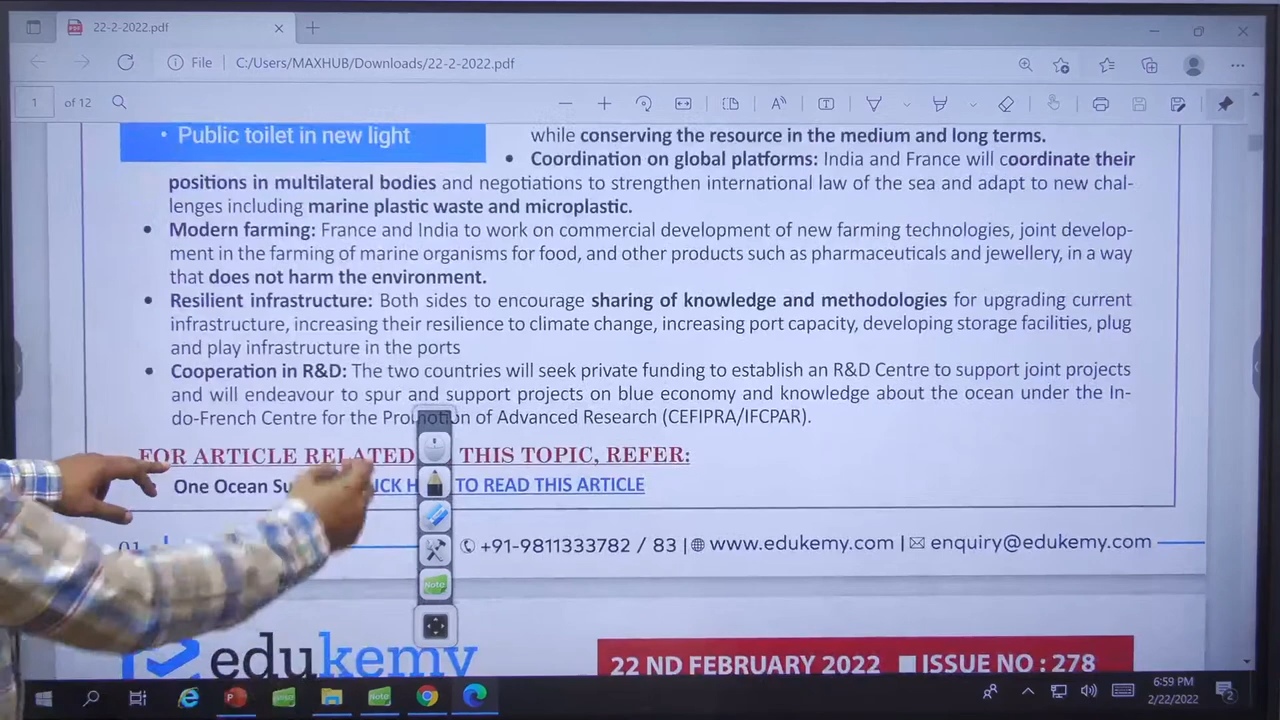 22-2-2022.pdf
File C:/Users/MAXHUB/Downloads/22-2-2022.pdf
1 of 12
• Public toilet in new light
while conserving the resource in the medium and long terms.
• Coordination on global platforms: India and France will coordinate their
positions in multilateral bodies and negotiations to strengthen international law of the sea and adapt to new chal-
lenges including marine plastic waste and microplastic.
• Modern farming: France and India to work on commercial development of new farming technologies, joint develop-
ment in the farming of marine organisms for food, and other products such as pharmaceuticals and jewellery, in a way
that does not harm the environment.
• Resilient infrastructure: Both sides to encourage sharing of knowledge and methodologies for upgrading current
infrastructure, increasing their resilience to climate change, increasing port capacity, developing storage facilities, plug
and play infrastructure in the ports
• Cooperation in R&D: The two countries will seek private funding to establish an R&D Centre to support joint projects
and will endeavour to spur and support projects on blue economy and knowledge about the ocean under the In-
do-French Centre for the Promotion of Advanced Research (CEFIPRA/IFCPAR).
FOR ARTICLE RELATED THIS TOPIC, REFER:
One Ocean TO READ THIS ARTICLE
Note
01 +91-9811333782 / 83 | www.edukemy.com | enquiry@edukemy.com
edukemy
22 ND FEBRUARY 2022 ISSUE NO : 278
Note
6:59 PM
2/22/2022
2